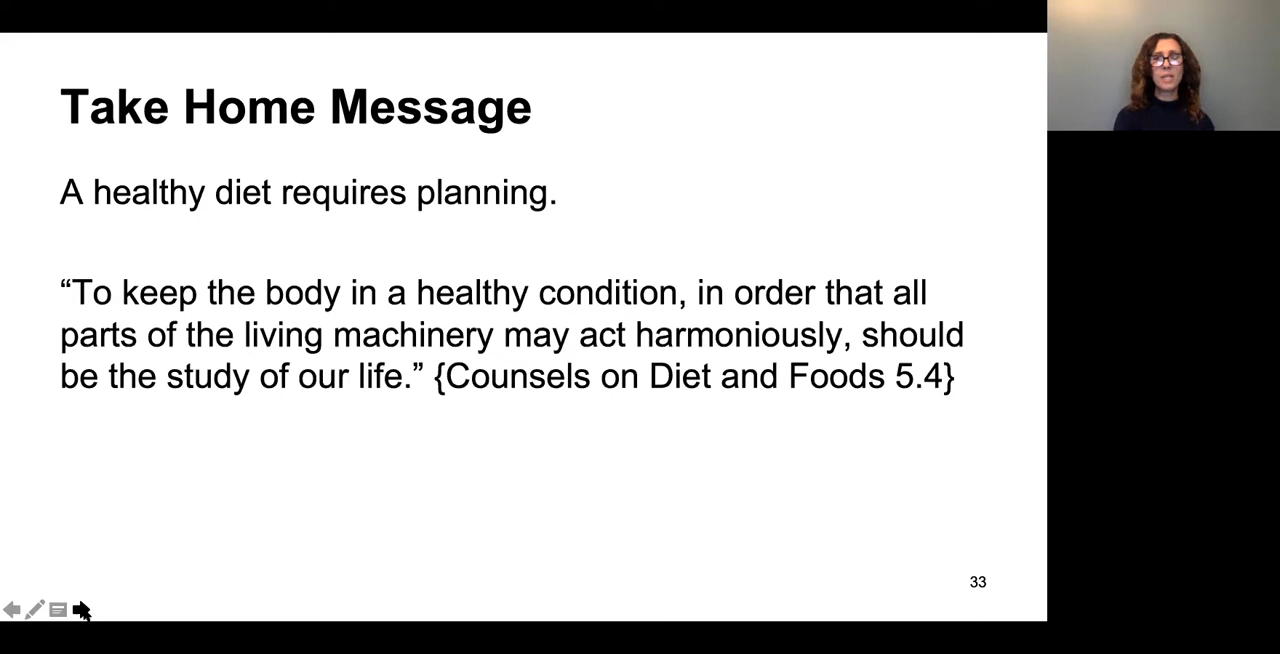 Take Home Message
A healthy diet requires planning.
“To keep the body in a healthy condition, in order that all
parts of the living machinery may act harmoniously, should
be the study of our life.” {Counsels on Diet and Foods 5.4}
33